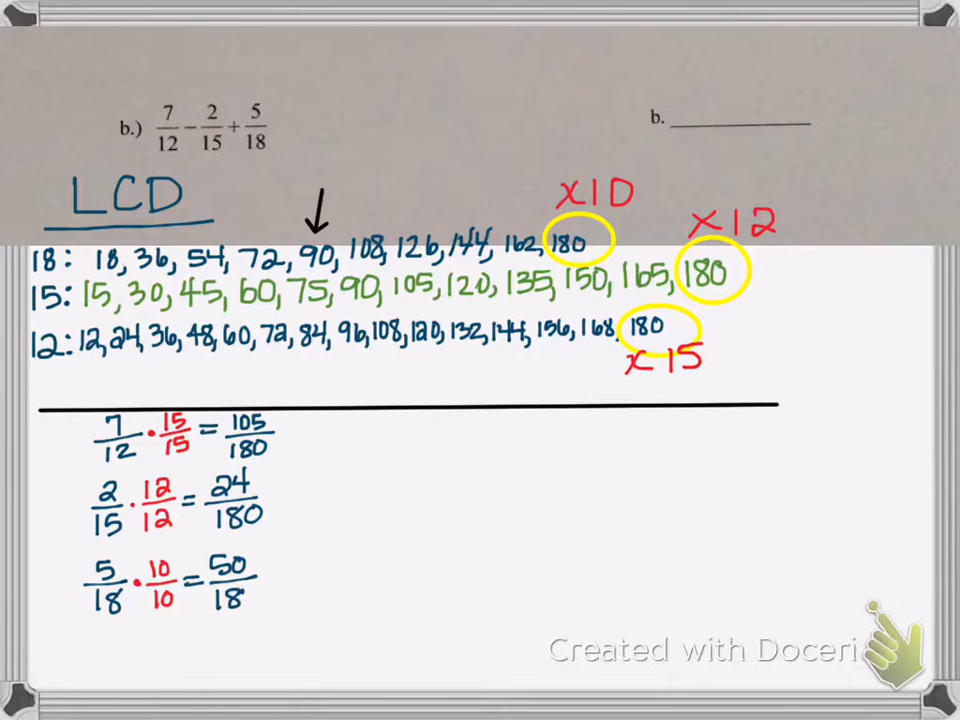 b.) 7/12 − 2/15 + 5/18
b. ____________
LCD
x10
x12
18: 18, 36, 54, 72, 90, 108, 126, 144, 162, 180
15: 15, 30, 45, 60, 75, 90, 105, 120, 135, 150, 165, 180
12: 12, 24, 36, 48, 60, 72, 84, 96, 108, 120, 132, 144, 156, 168, 180
x15
7/12 · 15/15 = 105/180
2/15 · 12/12 = 24/180
5/18 · 10/10 = 50/18
Created with Doceri